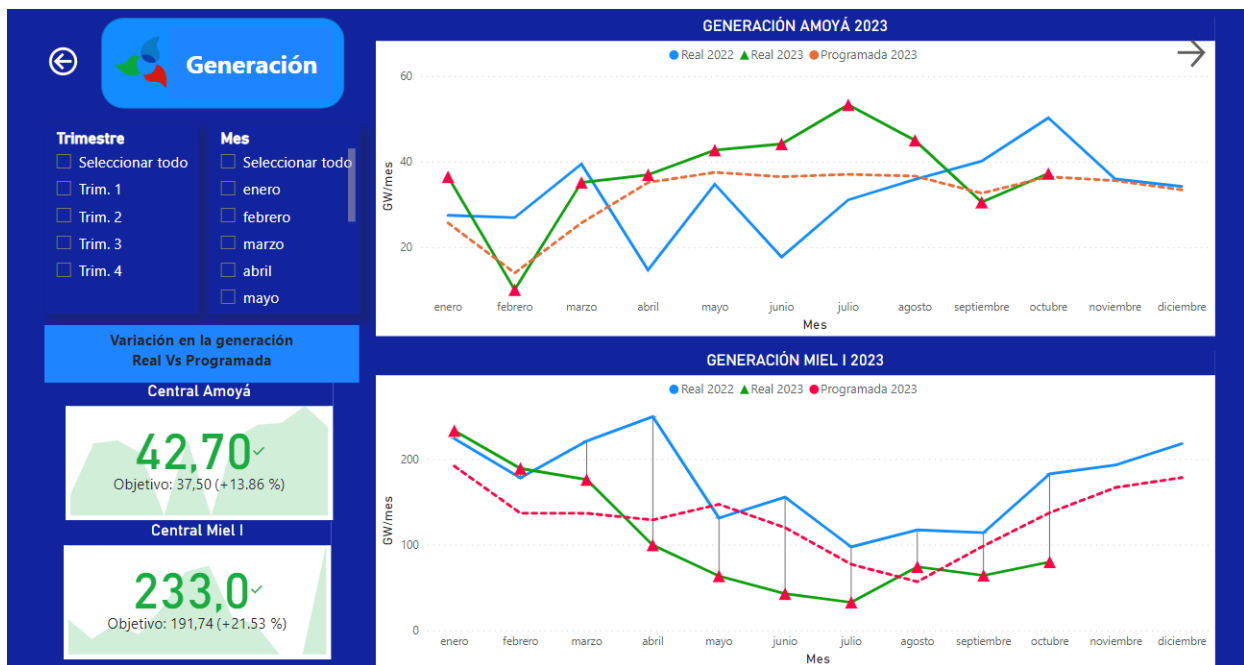 Generación
Trimestre
Seleccionar todo
Trim. 1
Trim. 2
Trim. 3
Trim. 4
Mes
Seleccionar todo
enero
febrero
marzo
abril
mayo
Variación en la generación
Real Vs Programada
Central Amoyá
42,70
Objetivo: 37,50 (+13.86 %)
Central Miel I
233,0
Objetivo: 191,74 (+21.53 %)
GENERACIÓN AMOYÁ 2023
Real 2022 Real 2023 Programada 2023
60
40
20
GW/mes
enero febrero marzo abril mayo junio julio agosto septiembre octubre noviembre diciembre
Mes
GENERACIÓN MIEL I 2023
Real 2022 Real 2023 Programada 2023
200
100
0
GW/mes
enero febrero marzo abril mayo junio julio agosto septiembre octubre noviembre diciembre
Mes